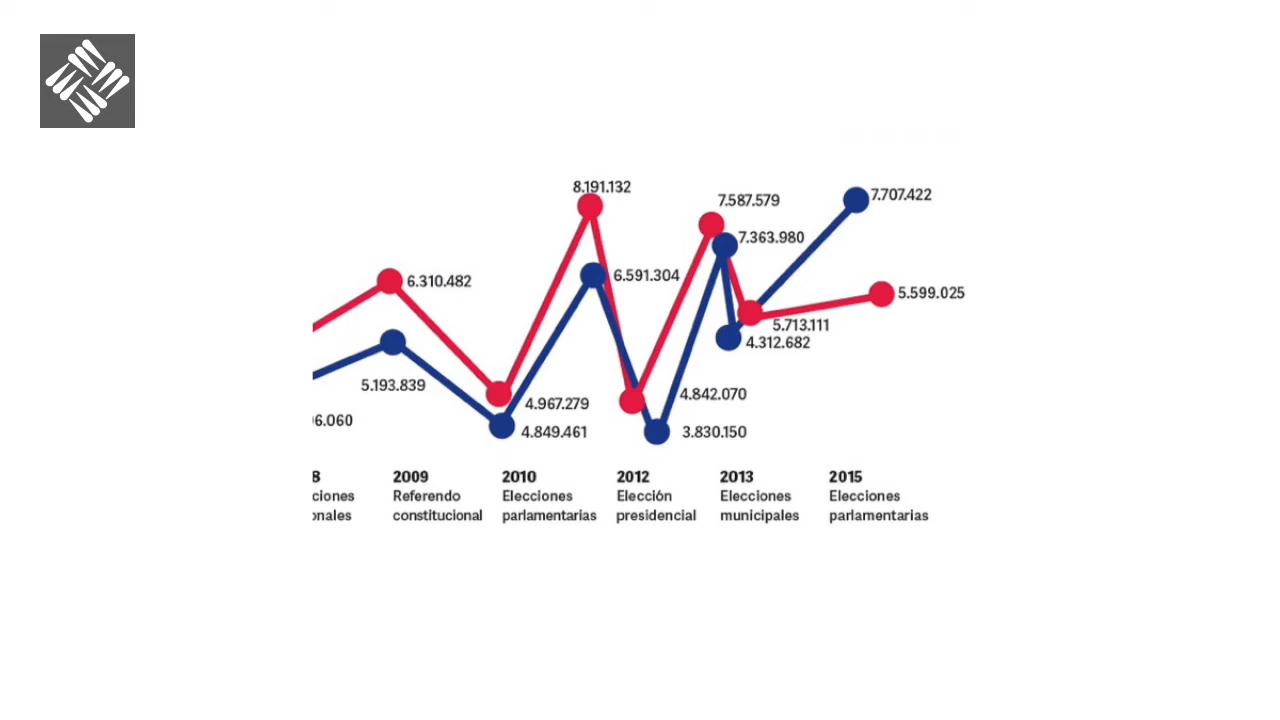 8.191.132
7.587.579
7.707.422
7.363.980
6.310.482
6.591.304
5.599.025
5.713.111
4.312.682
5.193.839
4.842.070
4.967.279
06.060
4.849.461
3.830.150
8
ciones
onales
2009
Referendo
constitucional
2010
Elecciones
parlamentarias
2012
Elección
presidencial
2013
Elecciones
municipales
2015
Elecciones
parlamentarias